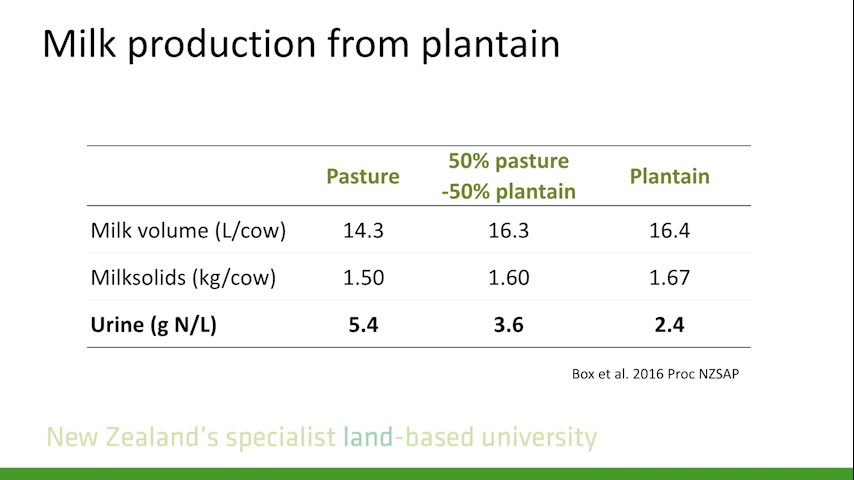 Milk production from plantain
Pasture 50% pasture -50% plantain Plantain
Milk volume (L/cow) 14.3 16.3 16.4
Milksolids (kg/cow) 1.50 1.60 1.67
Urine (g N/L) 5.4 3.6 2.4
Box et al. 2016 Proc NZSAP
New Zealand's specialist land-based university